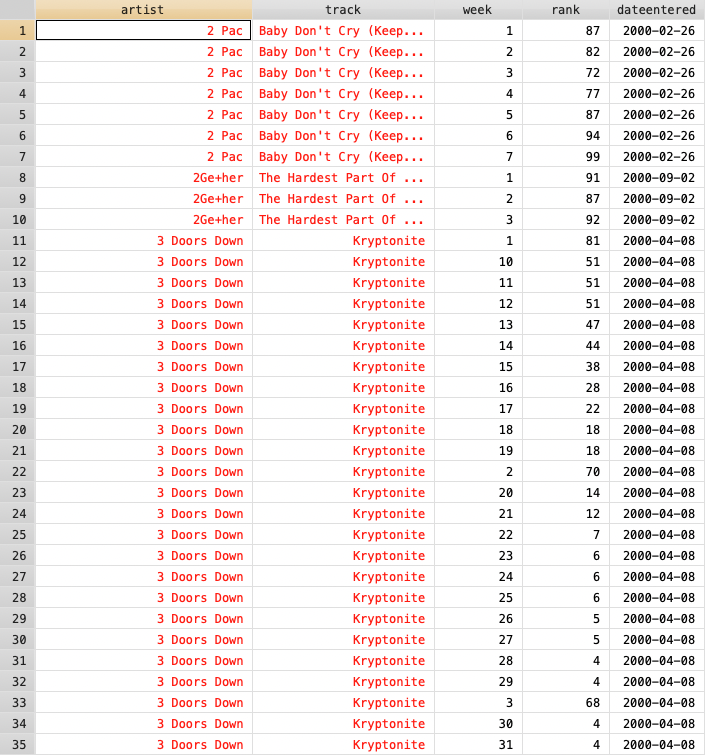 artist track week rank dateentered
1 2 Pac Baby Don't Cry (Keep... 1 87 2000-02-26
2 2 Pac Baby Don't Cry (Keep... 2 82 2000-02-26
3 2 Pac Baby Don't Cry (Keep... 3 72 2000-02-26
4 2 Pac Baby Don't Cry (Keep... 4 77 2000-02-26
5 2 Pac Baby Don't Cry (Keep... 5 87 2000-02-26
6 2 Pac Baby Don't Cry (Keep... 6 94 2000-02-26
7 2 Pac Baby Don't Cry (Keep... 7 99 2000-02-26
8 2Ge+her The Hardest Part Of ... 1 91 2000-09-02
9 2Ge+her The Hardest Part Of ... 2 87 2000-09-02
10 2Ge+her The Hardest Part Of ... 3 92 2000-09-02
11 3 Doors Down Kryptonite 1 81 2000-04-08
12 3 Doors Down Kryptonite 10 51 2000-04-08
13 3 Doors Down Kryptonite 11 51 2000-04-08
14 3 Doors Down Kryptonite 12 51 2000-04-08
15 3 Doors Down Kryptonite 13 47 2000-04-08
16 3 Doors Down Kryptonite 14 44 2000-04-08
17 3 Doors Down Kryptonite 15 38 2000-04-08
18 3 Doors Down Kryptonite 16 28 2000-04-08
19 3 Doors Down Kryptonite 17 22 2000-04-08
20 3 Doors Down Kryptonite 18 18 2000-04-08
21 3 Doors Down Kryptonite 19 18 2000-04-08
22 3 Doors Down Kryptonite 2 70 2000-04-08
23 3 Doors Down Kryptonite 20 14 2000-04-08
24 3 Doors Down Kryptonite 21 12 2000-04-08
25 3 Doors Down Kryptonite 22 7 2000-04-08
26 3 Doors Down Kryptonite 23 6 2000-04-08
27 3 Doors Down Kryptonite 24 6 2000-04-08
28 3 Doors Down Kryptonite 25 6 2000-04-08
29 3 Doors Down Kryptonite 26 5 2000-04-08
30 3 Doors Down Kryptonite 27 5 2000-04-08
31 3 Doors Down Kryptonite 28 4 2000-04-08
32 3 Doors Down Kryptonite 29 4 2000-04-08
33 3 Doors Down Kryptonite 3 68 2000-04-08
34 3 Doors Down Kryptonite 30 4 2000-04-08
35 3 Doors Down Kryptonite 31 4 2000-04-08